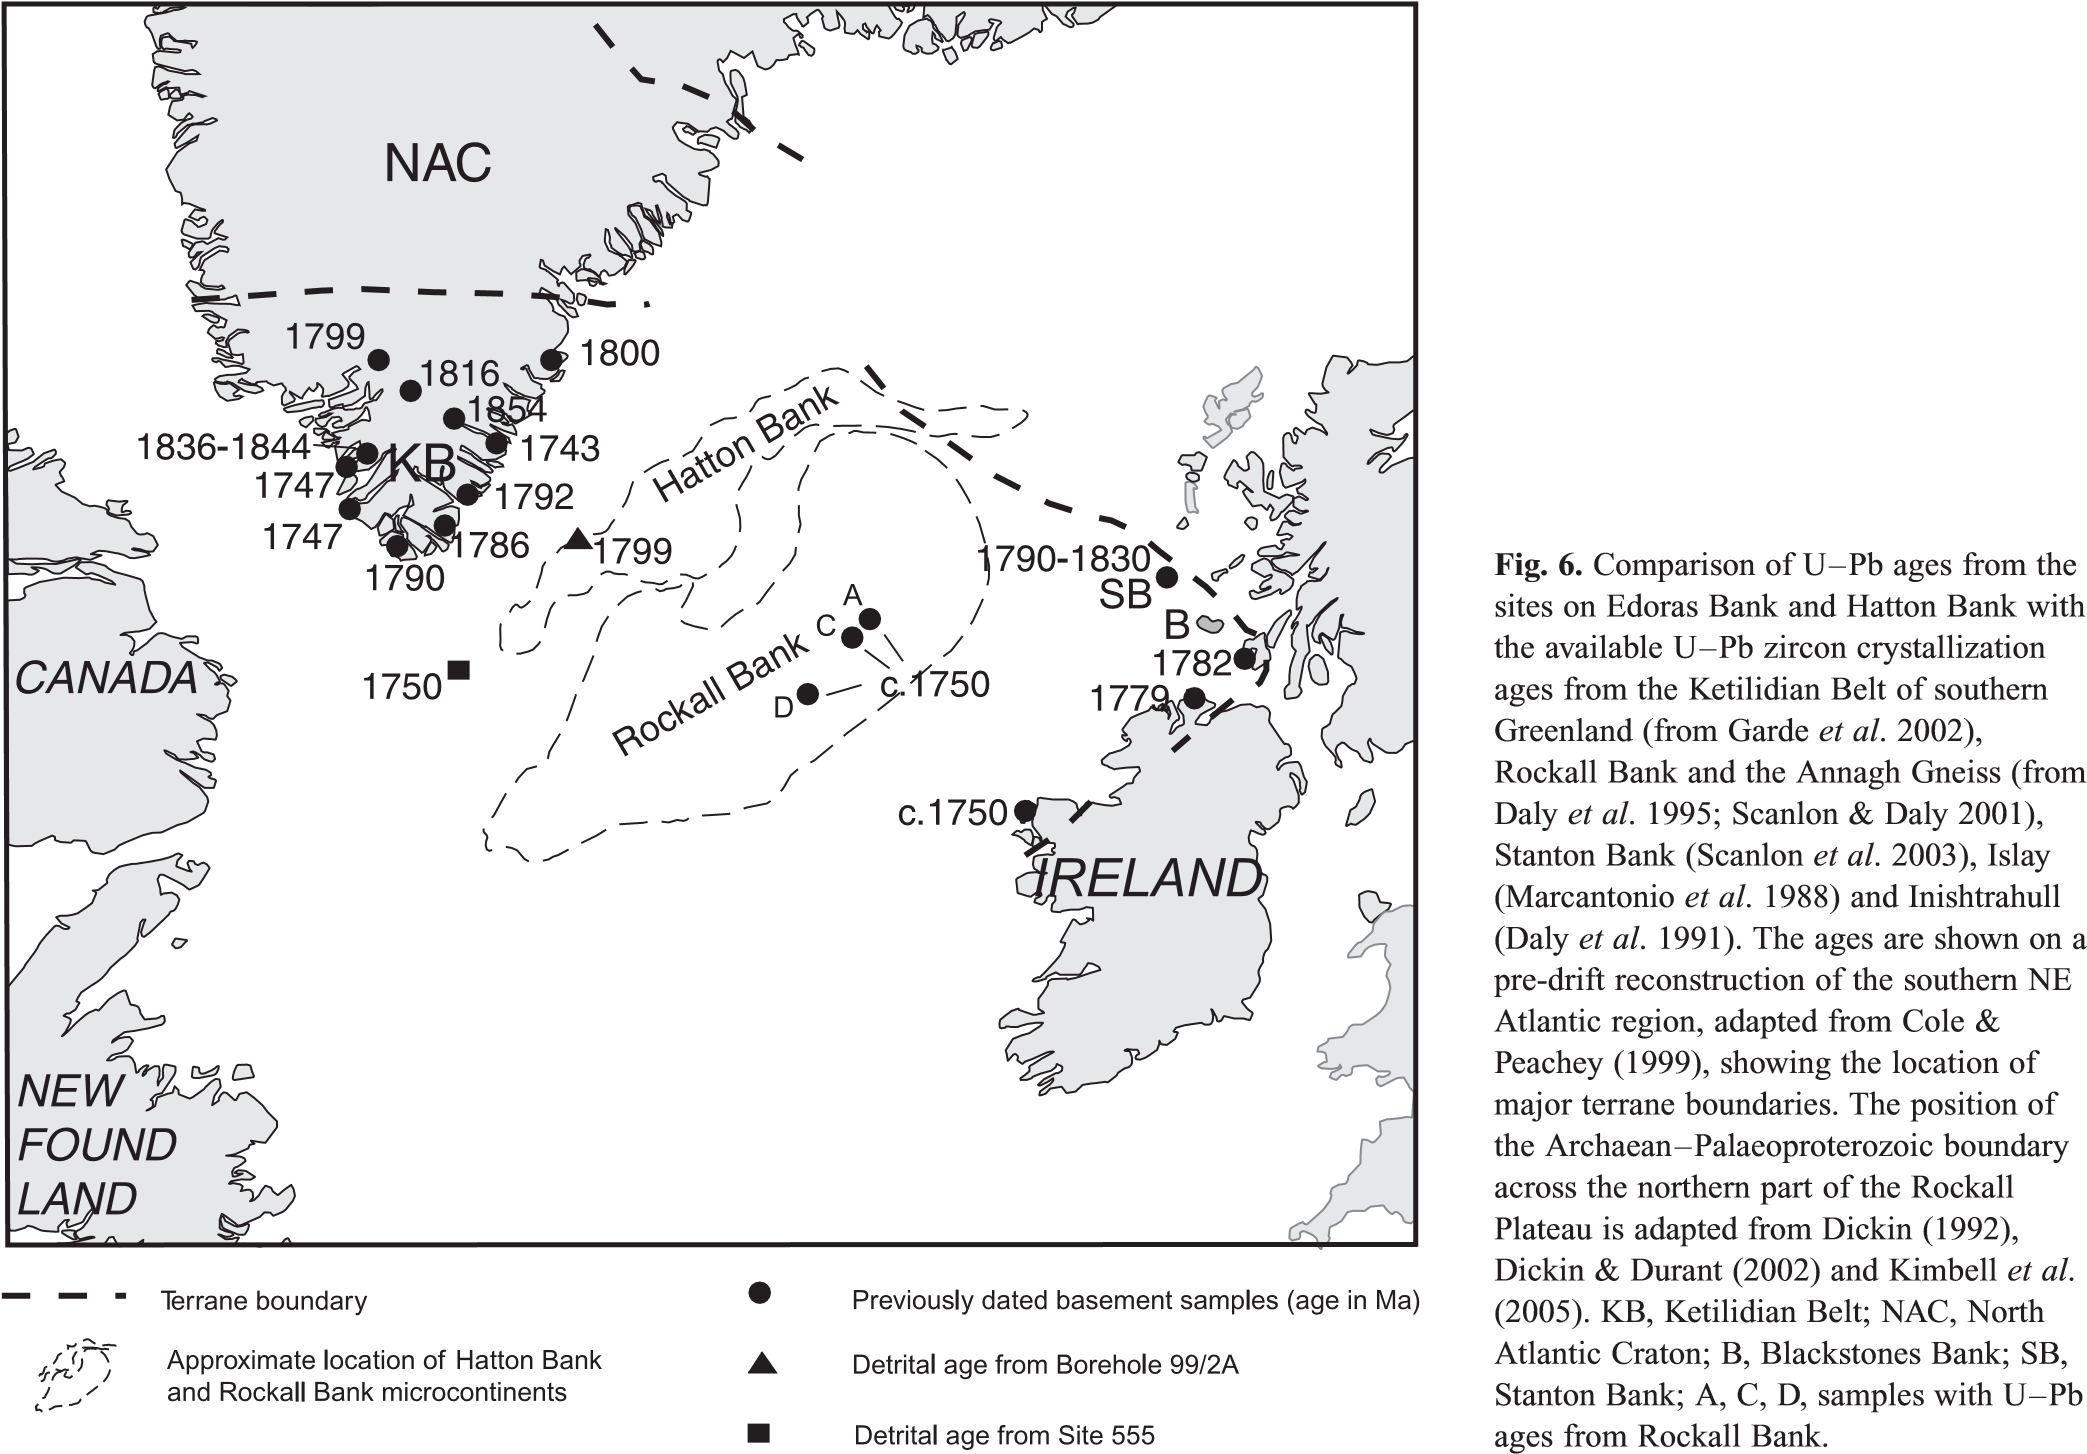 NAC
1799
1800
1816
1854
1836-1844
KB
1743
1747
1792
1747
1786
1790
Hatton Bank
1799
1790-1830
SB
B
A
C
CANADA
1750
Rockall Bank
D
c.1750
1782
1779
c.1750
IRELAND
NEW
FOUND
LAND
Terrane boundary
Approximate location of Hatton Bank
and Rockall Bank microcontinents
Previously dated basement samples (age in Ma)
Detrital age from Borehole 99/2A
Detrital age from Site 555
Fig. 6. Comparison of U–Pb ages from the
sites on Edoras Bank and Hatton Bank with
the available U–Pb zircon crystallization
ages from the Ketilidian Belt of southern
Greenland (from Garde et al. 2002),
Rockall Bank and the Annagh Gneiss (from
Daly et al. 1995; Scanlon & Daly 2001),
Stanton Bank (Scanlon et al. 2003), Islay
(Marcantonio et al. 1988) and Inishtrahull
(Daly et al. 1991). The ages are shown on a
pre-drift reconstruction of the southern NE
Atlantic region, adapted from Cole &
Peachey (1999), showing the location of
major terrane boundaries. The position of
the Archaean–Palaeoproterozoic boundary
across the northern part of the Rockall
Plateau is adapted from Dickin (1992),
Dickin & Durant (2002) and Kimbell et al.
(2005). KB, Ketilidian Belt; NAC, North
Atlantic Craton; B, Blackstones Bank; SB,
Stanton Bank; A, C, D, samples with U–Pb
ages from Rockall Bank.